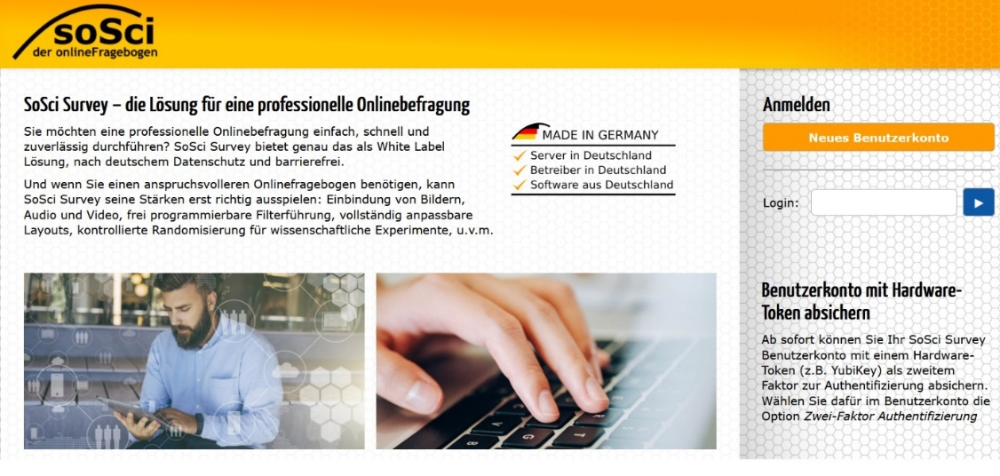 soSci
der onlineFragebogen
SoSci Survey – die Lösung für eine professionelle Onlinebefragung
Sie möchten eine professionelle Onlinebefragung einfach, schnell und
zuverlässig durchführen? SoSci Survey bietet genau das als White Label
Lösung, nach deutschem Datenschutz und barrierefrei.
Und wenn Sie einen anspruchsvolleren Onlinefragebogen benötigen, kann
SoSci Survey seine Stärken erst richtig ausspielen: Einbindung von Bildern,
Audio und Video, frei programmierbare Filterführung, vollständig anpassbare
Layouts, kontrollierte Randomisierung für wissenschaftliche Experimente, u.v.m.
MADE IN GERMANY
Server in Deutschland
Betreiber in Deutschland
Software aus Deutschland
Anmelden
Neues Benutzerkonto
Login:
Benutzerkonto mit Hardware-
Token absichern
Ab sofort können Sie Ihr SoSci Survey
Benutzerkonto mit einem Hardware-
Token (z.B. YubiKey) als zweitem
Faktor zur Authentifizierung absichern.
Wählen Sie dafür im Benutzerkonto die
Option Zwei-Faktor Authentifizierung